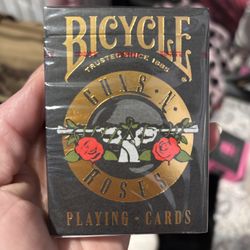 BICYCLE
TRUSTED SINCE 1885
GUNS N'
ROSES
PLAYING - CARDS